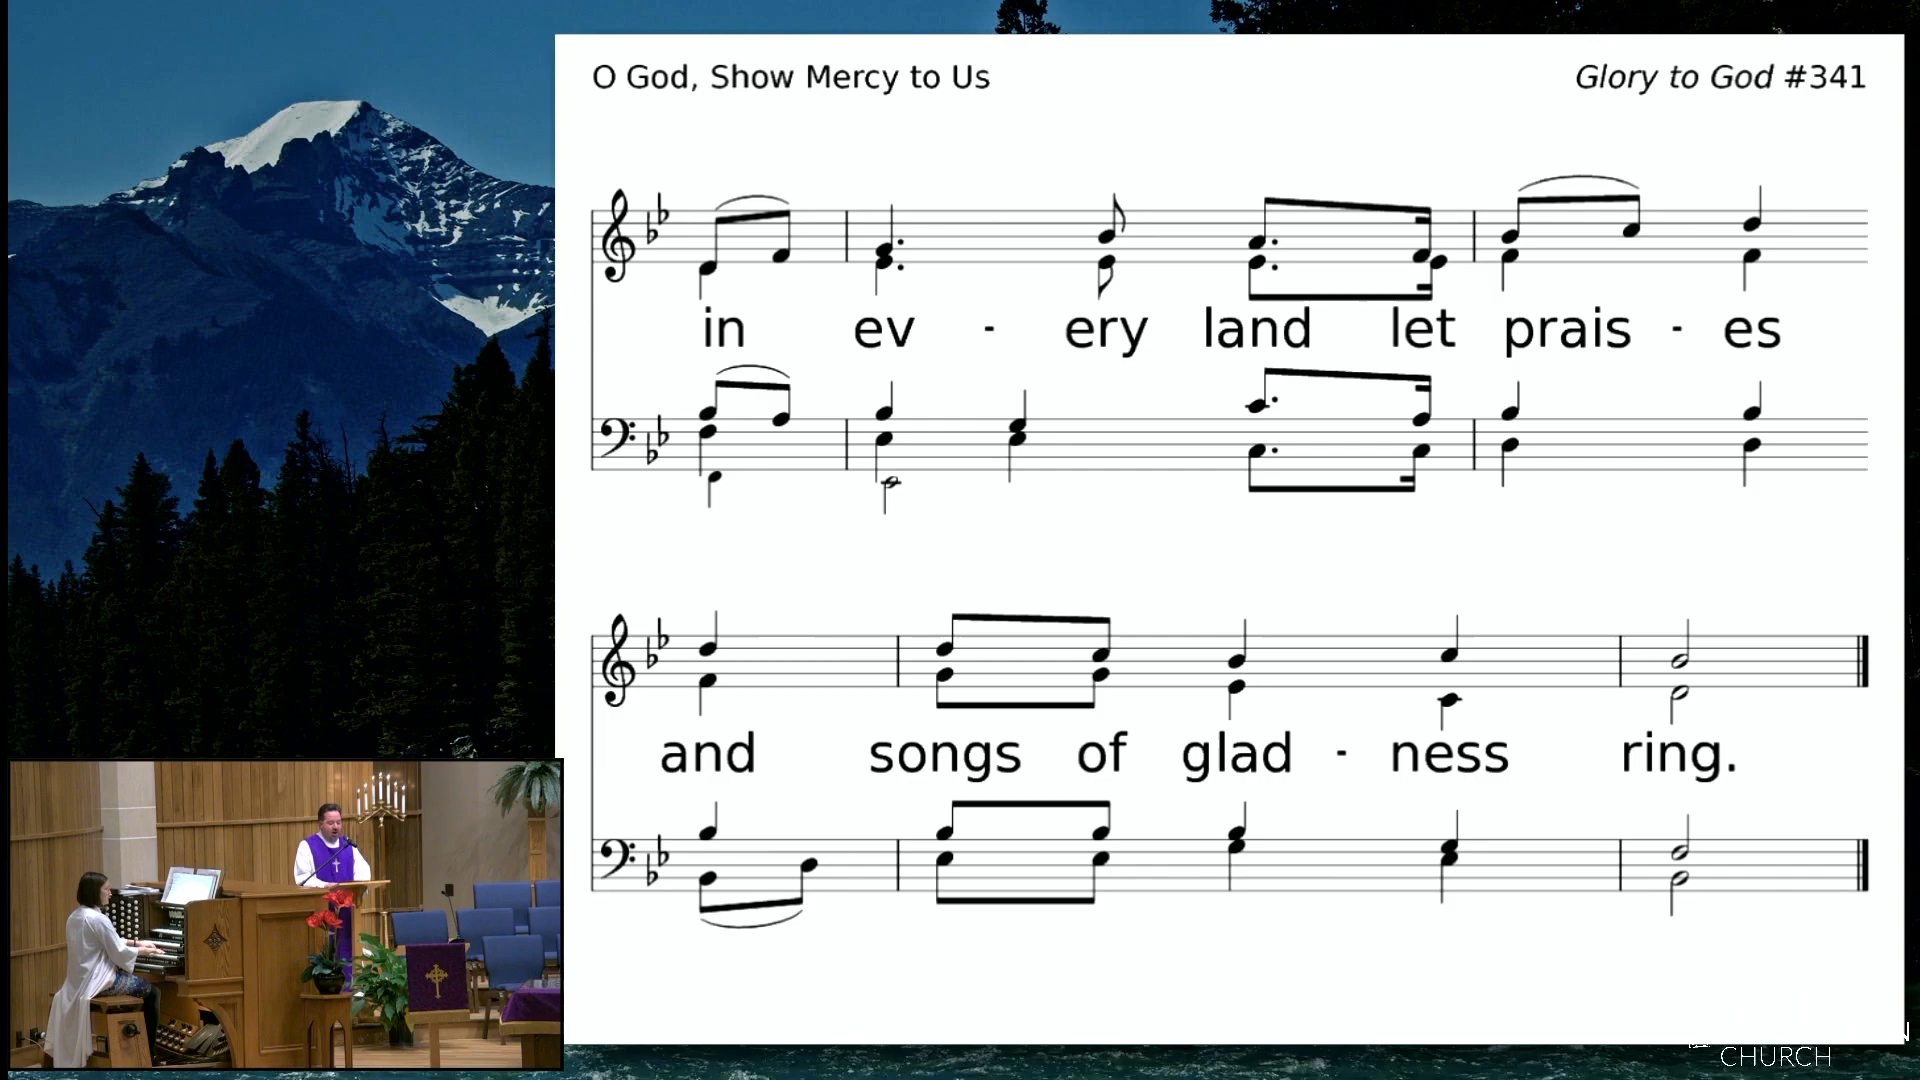 O God, Show Mercy to Us
Glory to God #341
in ev - ery land let prais - es
and songs of glad - ness ring.
CHURCH